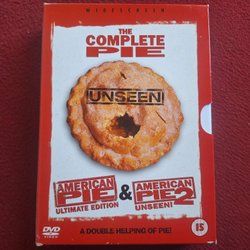 WIDESCREEN
THE
COMPLETE
PIE
UNSEEN
AMERICAN
PIE
ULTIMATE EDITION
&
AMERICAN
PIE 2
UNSEEN!
A DOUBLE HELPING OF PIE!
DVD
VIDEO
15